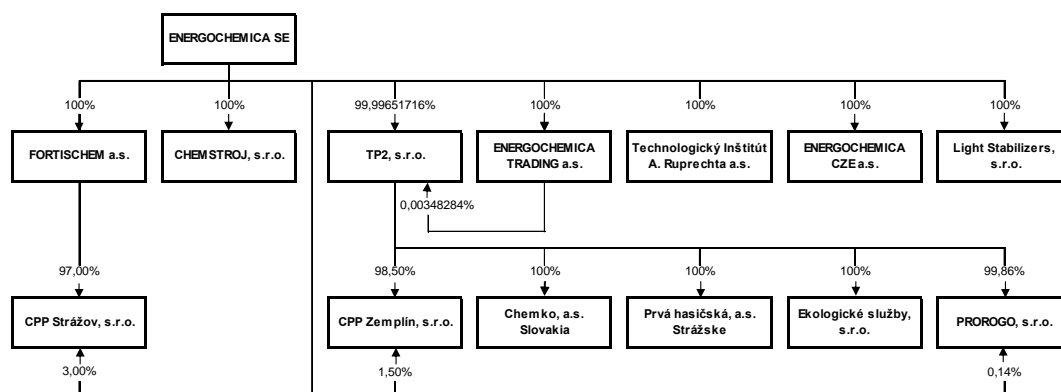 ENERGOCHEMICA SE
100%
100%
99,99651716%
100%
100%
100%
100%
FORTISCHEM a.s.
CHEMSTROJ, s.r.o.
TP2, s.r.o.
ENERGOCHEMICA
TRADING a.s.
Technologický Inštitút
A. Ruprechta a.s.
ENERGOCHEMICA
CZE a.s.
Light Stabilizers,
s.r.o.
0,00348284%
97,00%
98,50%
100%
100%
100%
99,86%
CPP Strážov, s.r.o.
CPP Zemplín, s.r.o.
Chemko, a.s.
Slovakia
Prvá hasičská, a.s.
Strážske
Ekologické služby,
s.r.o.
PROROGO, s.r.o.
3,00%
1,50%
0,14%